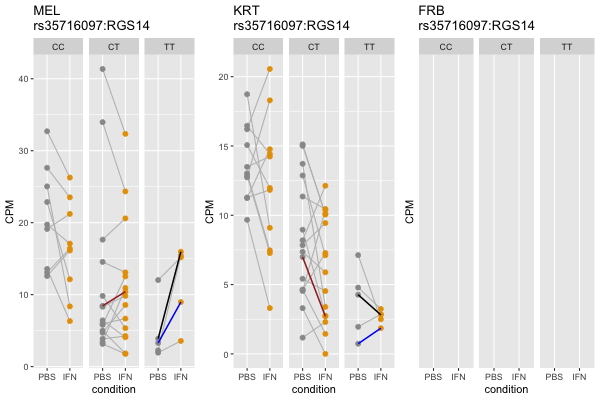 MEL
rs35716097:RGS14
CC CT TT
CPM
40
30
20
10
0
PBS IFN PBS IFN PBS IFN
condition
KRT
rs35716097:RGS14
CC CT TT
CPM
20
15
10
5
0
PBS IFN PBS IFN PBS IFN
condition
FRB
rs35716097:RGS14
CC CT TT
CPM
PBS IFN PBS IFN PBS IFN
condition